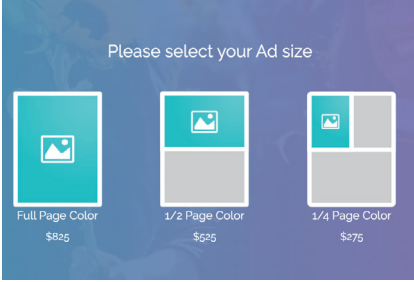 Please select your Ad size
Full Page Color
$825
1/2 Page Color
$525
1/4 Page Color
$275